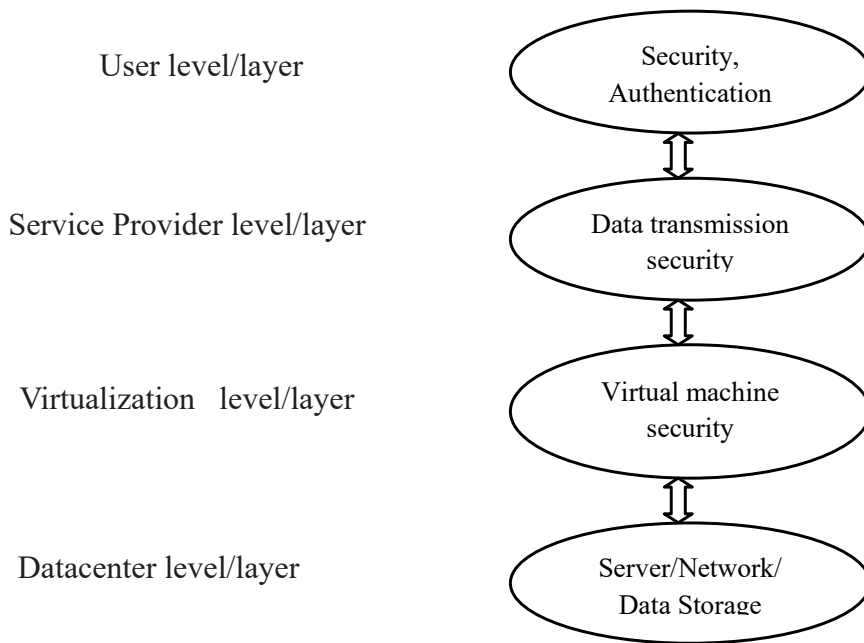 User level/layer
Security,
Authentication
Service Provider level/layer
Data transmission
security
Virtualization level/layer
Virtual machine
security
Datacenter level/layer
Server/Network/
Data Storage